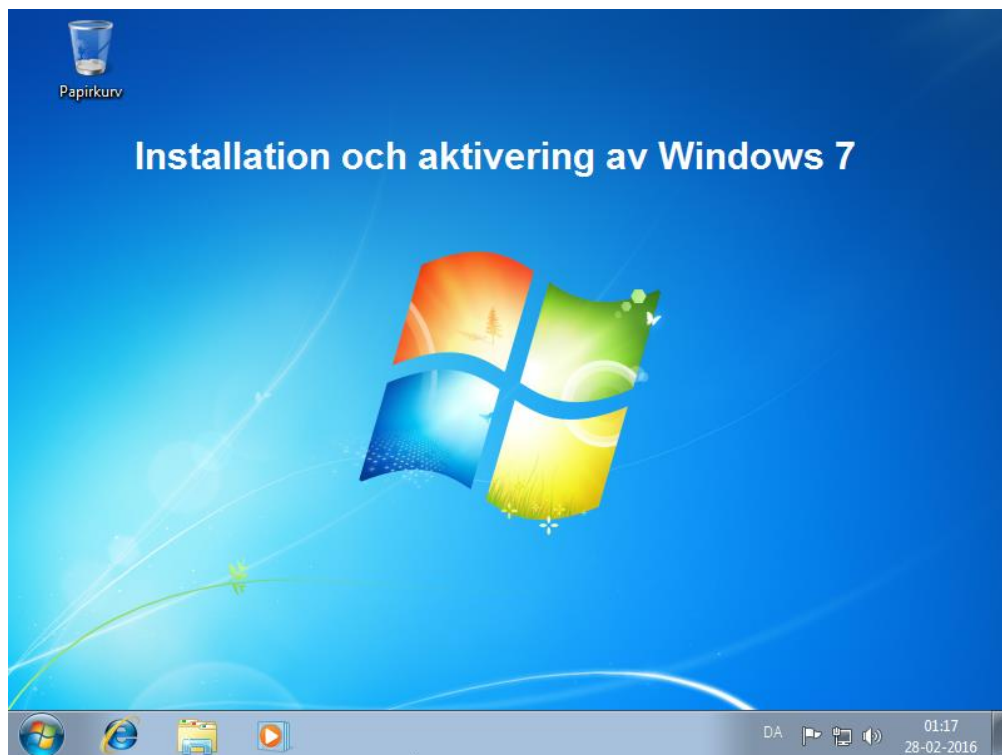 Papirkurv
Installation och aktivering av Windows 7
DA
01:17
28-02-2016